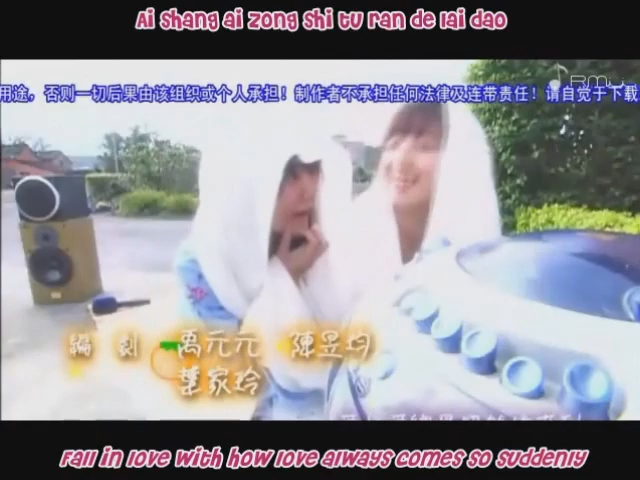 Ai shang ai zong shi tu ran de lai dao
RMV
用途，否则一切后果由该组织或个人承担！制作者不承担任何法律及连带责任！请自觉于下载
編 劇 禹元元 陳昱均
葉家玲
Fall in love with how love always comes so suddenly